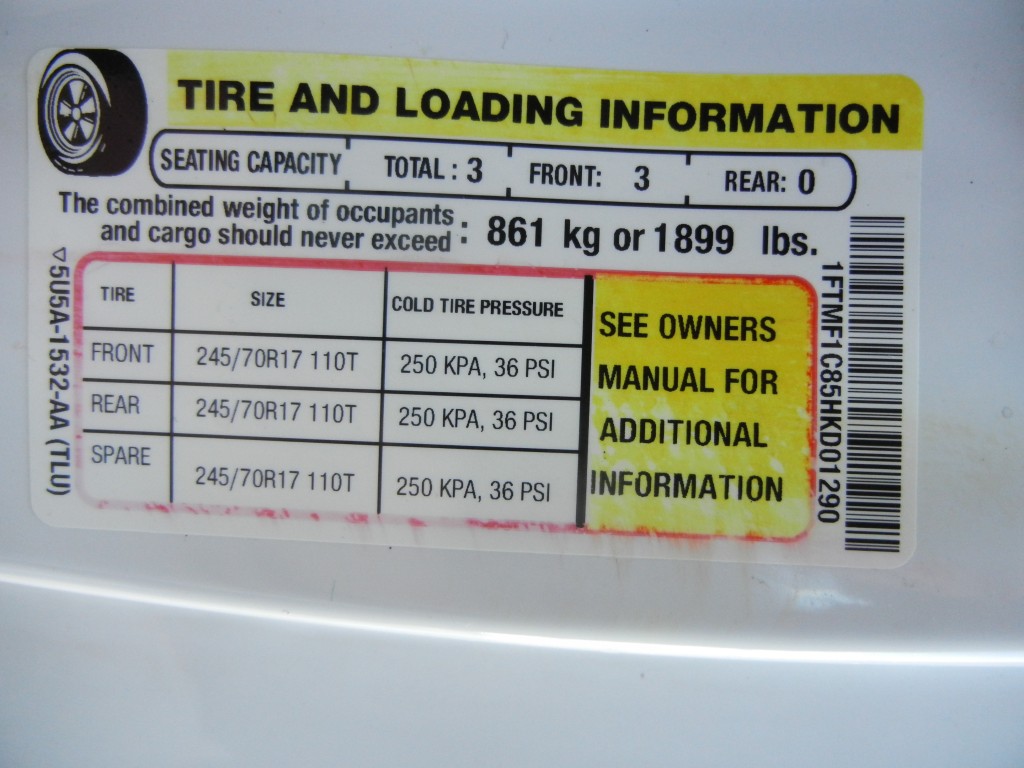 TIRE AND LOADING INFORMATION
SEATING CAPACITY TOTAL : 3 FRONT: 3 REAR: 0
The combined weight of occupants
and cargo should never exceed : 861 kg or 1899 lbs.
TIRE SIZE COLD TIRE PRESSURE
FRONT 245/70R17 110T 250 KPA, 36 PSI
REAR 245/70R17 110T 250 KPA, 36 PSI
SPARE 245/70R17 110T 250 KPA, 36 PSI
SEE OWNERS
MANUAL FOR
ADDITIONAL
INFORMATION
5U5A-1532-AA (TLU)
1FTMF1C85HKD01290